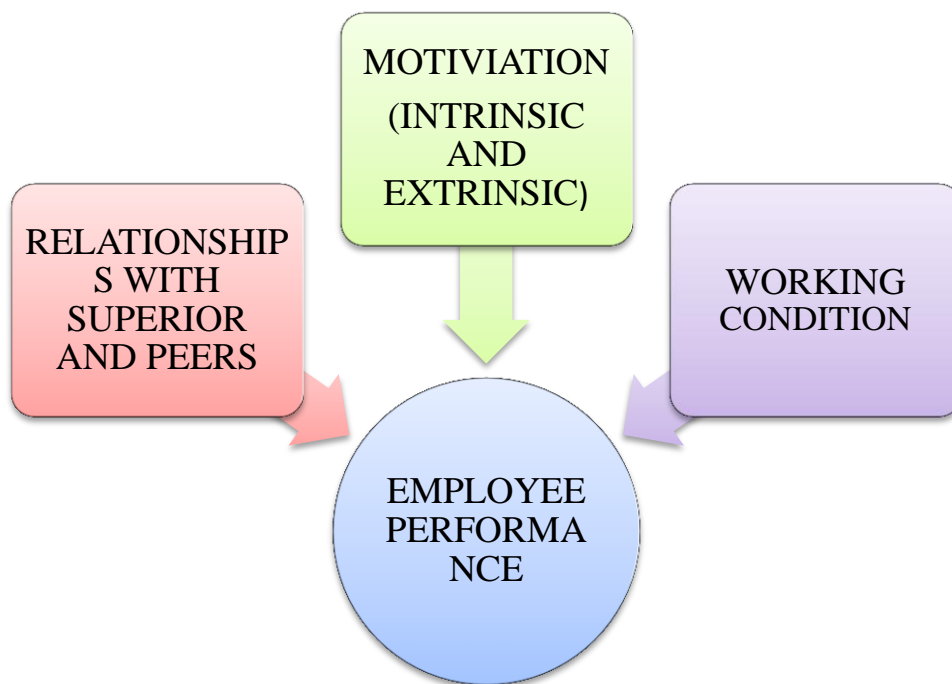 MOTIVIATION
(INTRINSIC
AND
EXTRINSIC)
RELATIONSHIP
S WITH
SUPERIOR
AND PEERS
WORKING
CONDITION
EMPLOYEE
PERFORMA
NCE